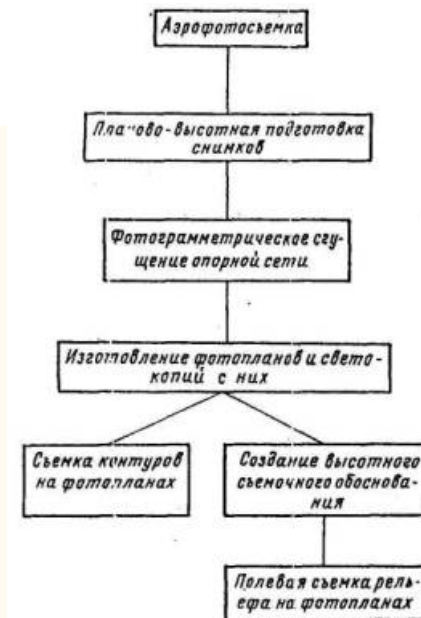 Аэрофотосъемка
Планово-высотная подготовка
снимков
Фотограмметрическое сгу-
щение опорной сети
Изготовление фотопланов и свето-
копий с них
Съемка контуров
на фотопланах
Создание высотного
съемочного обоснова-
ния
Полевая съемка рель-
ефа на фотопланах